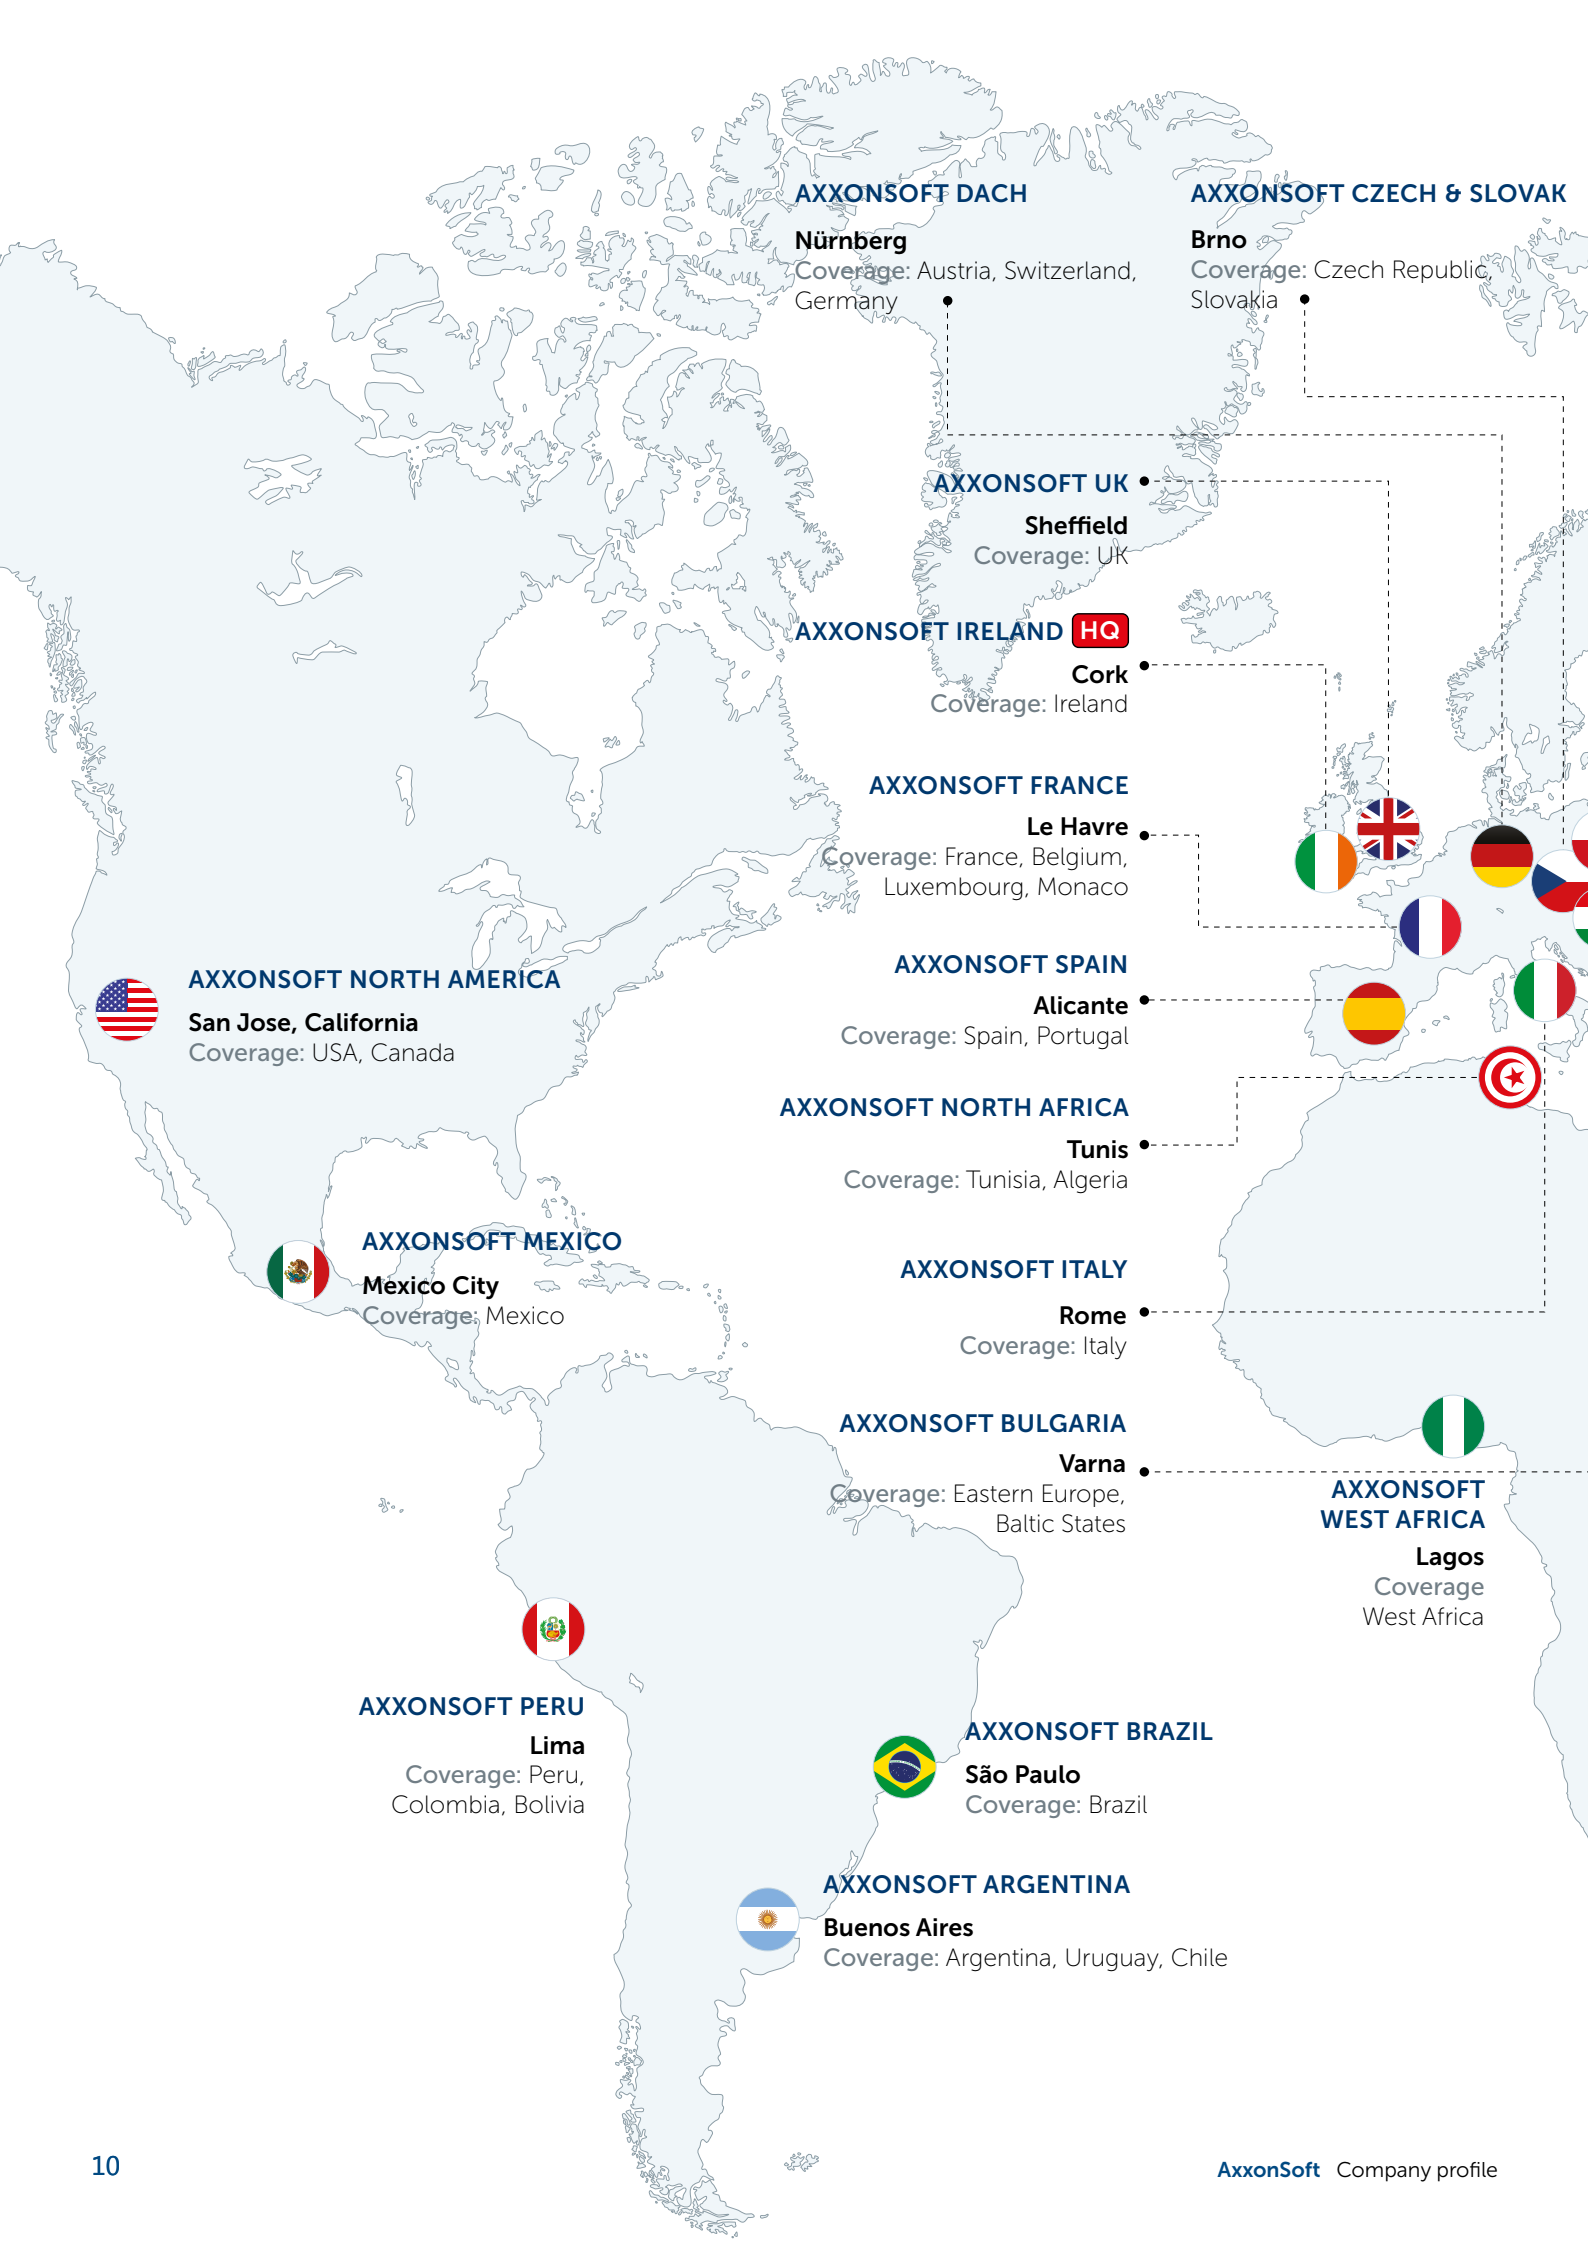 AXXONSOFT DACH
Nürnberg
Coverage: Austria, Switzerland,
Germany
AXXONSOFT CZECH & SLOVAK
Brno
Coverage: Czech Republic,
Slovakia
AXXONSOFT UK
Sheffield
Coverage: UK
AXXONSOFT IRELAND HQ
Cork
Coverage: Ireland
AXXONSOFT FRANCE
Le Havre
Coverage: France, Belgium,
Luxembourg, Monaco
AXXONSOFT SPAIN
Alicante
Coverage: Spain, Portugal
AXXONSOFT NORTH AMERICA
San Jose, California
Coverage: USA, Canada
AXXONSOFT NORTH AFRICA
Tunis
Coverage: Tunisia, Algeria
AXXONSOFT MEXICO
Mexico City
Coverage: Mexico
AXXONSOFT ITALY
Rome
Coverage: Italy
AXXONSOFT BULGARIA
Varna
Coverage: Eastern Europe,
Baltic States
AXXONSOFT
WEST AFRICA
Lagos
Coverage
West Africa
AXXONSOFT PERU
Lima
Coverage: Peru,
Colombia, Bolivia
AXXONSOFT BRAZIL
São Paulo
Coverage: Brazil
AXXONSOFT ARGENTINA
Buenos Aires
Coverage: Argentina, Uruguay, Chile
10
AxxonSoft Company profile